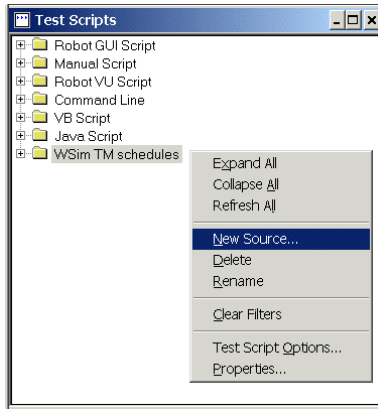 Test Scripts
Robot GUI Script
Manual Script
Robot VU Script
Command Line
VB Script
Java Script
WSim TM schedules
Expand All
Collapse All
Refresh All
New Source...
Delete
Rename
Clear Filters
Test Script Options...
Properties...